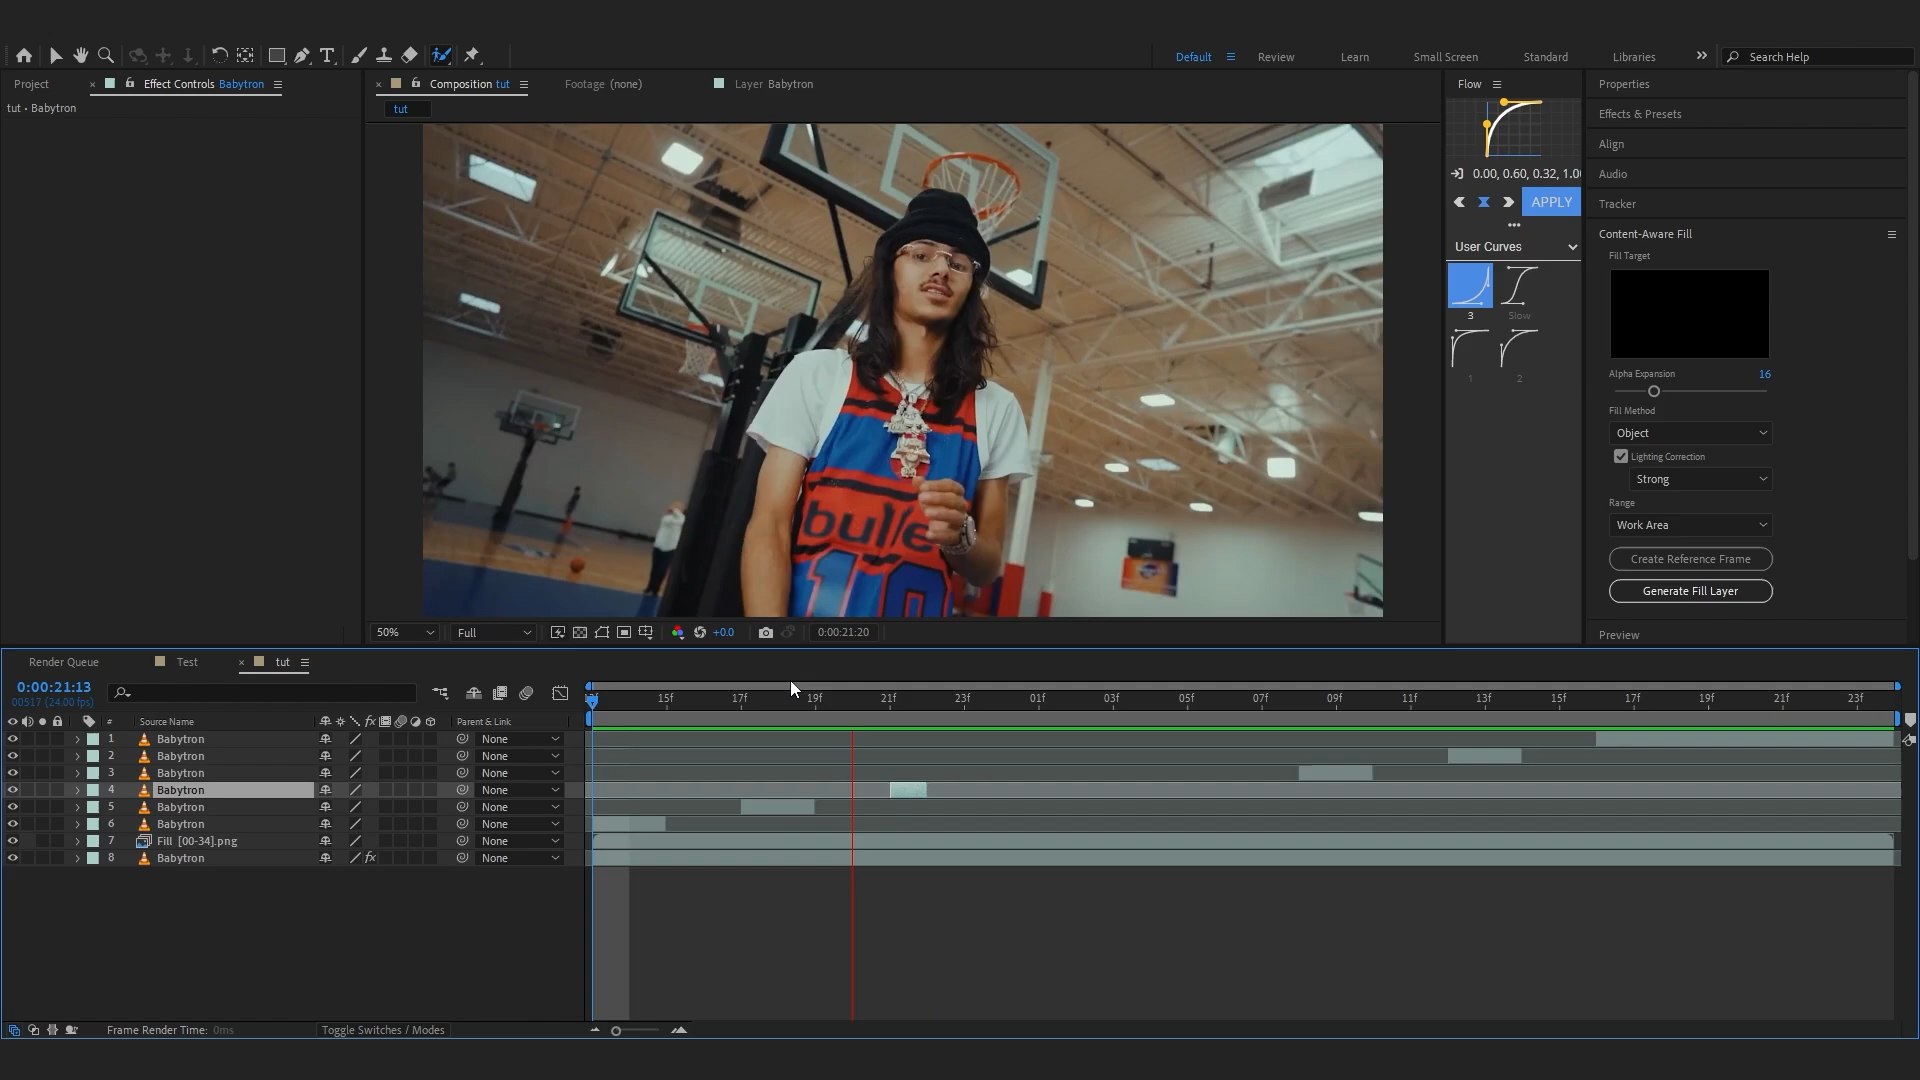 Default
Review
Learn
Small Screen
Standard
Libraries
Search Help
Project
Effect Controls Babytron
Composition tut
Footage (none)
Layer Babytron
Flow
Properties
tut • Babytron
tut
Effects & Presets
Align
Audio
Tracker
Content-Aware Fill
Fill Target
0.00, 0.60, 0.32, 1.0
APPLY
User Curves
3
Slow
1
2
Alpha Expansion
16
Fill Method
Object
Lighting Correction
Strong
Range
Work Area
Create Reference Frame
Generate Fill Layer
Preview
bulle
10
50%
Full
+0.0
0:00:21:20
Render Queue
Test
tut
0:00:21:13
00517 (24.00 fps)
15f 17f 19f 21f 23f 01f 03f 05f 07f 09f 11f 13f 15f 17f 19f 21f 23f
# Source Name fx Parent & Link
1 Babytron None
2 Babytron None
3 Babytron None
4 Babytron None
5 Babytron None
6 Babytron None
7 Fill [00-34].png None
8 Babytron fx None
Frame Render Time: 0ms
Toggle Switches / Modes